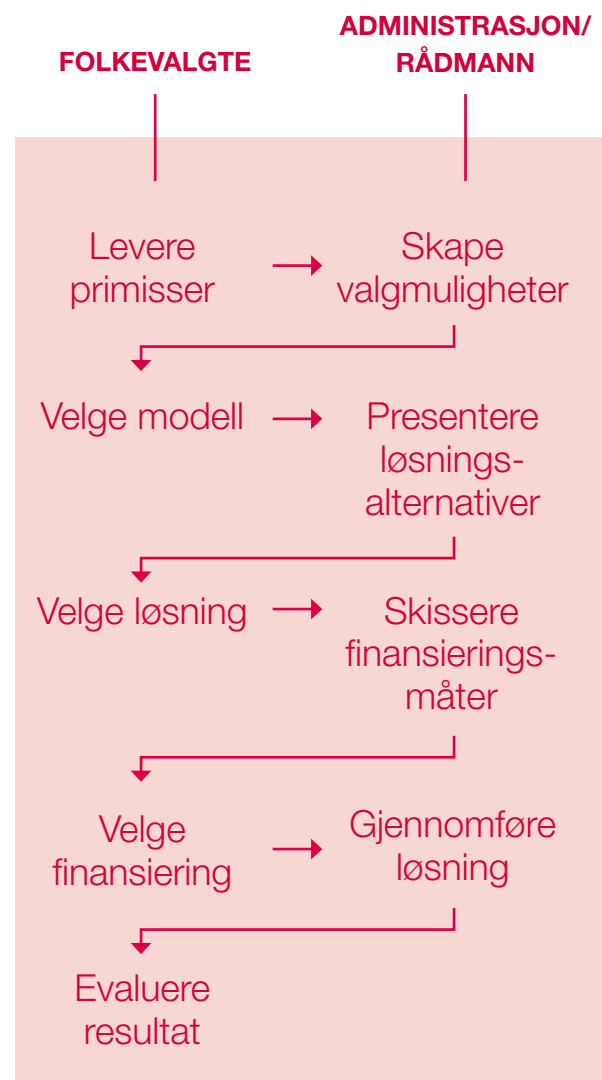 FOLKEVALGTE
ADMINISTRASJON/
RÅDMANN
Levere
primisser
Skape
valgmuligheter
Velge modell
Presentere
løsnings-
alternativer
Velge løsning
Skissere
finansierings-
måter
Velge
finansiering
Gjennomføre
løsning
Evaluere
resultat